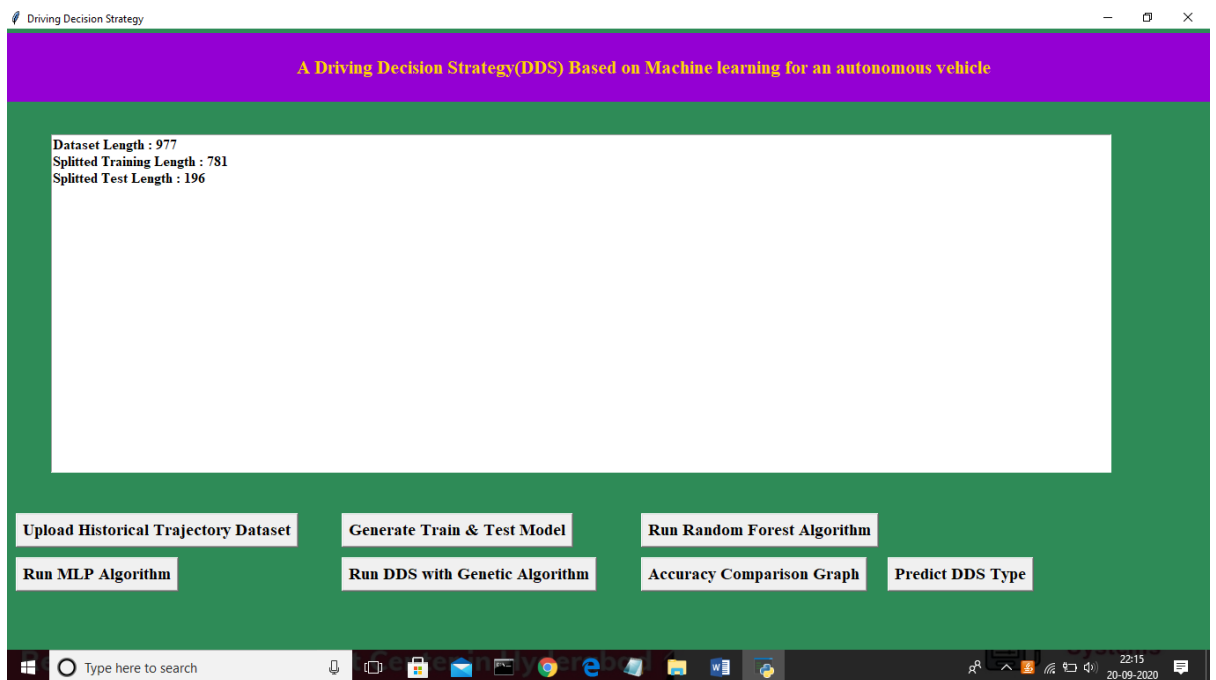 Driving Decision Strategy
A Driving Decision Strategy(DDS) Based on Machine learning for an autonomous vehicle
Dataset Length : 977
Splitted Training Length : 781
Splitted Test Length : 196
Upload Historical Trajectory Dataset
Generate Train & Test Model
Run Random Forest Algorithm
Run MLP Algorithm
Run DDS with Genetic Algorithm
Accuracy Comparison Graph
Predict DDS Type
Type here to search
22:15
20-09-2020